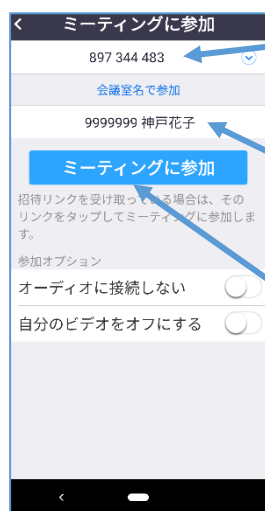 ミーティングに参加
897 344 483
会議室名で参加
9999999 神戸花子
ミーティングに参加
招待リンクを受け取っている場合は、その
リンクをタップしてミーティングに参加しま
す。
参加オプション
オーディオに接続しない
自分のビデオをオフにする